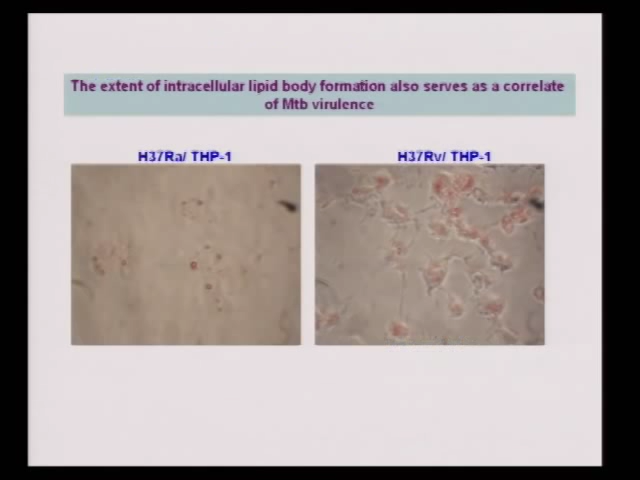 The extent of intracellular lipid body formation also serves as a correlate
of Mtb virulence
H37Ra/ THP-1
H37Rv/ THP-1